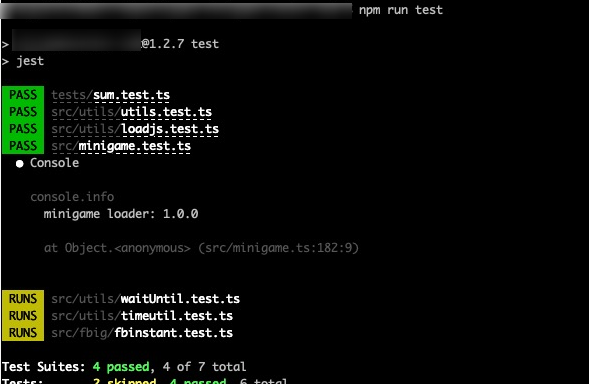 npm run test
> @1.2.7 test
> jest
PASS tests/sum.test.ts
PASS src/utils/utils.test.ts
PASS src/utils/loadjs.test.ts
PASS src/minigame.test.ts
● Console
console.info
minigame loader: 1.0.0
at Object.<anonymous> (src/minigame.ts:182:9)
RUNS src/utils/waitUntil.test.ts
RUNS src/utils/timeutil.test.ts
RUNS src/fbig/fbinstant.test.ts
Test Suites: 4 passed, 4 of 7 total
Tests: 2 skipped, 4 passed, 6 total